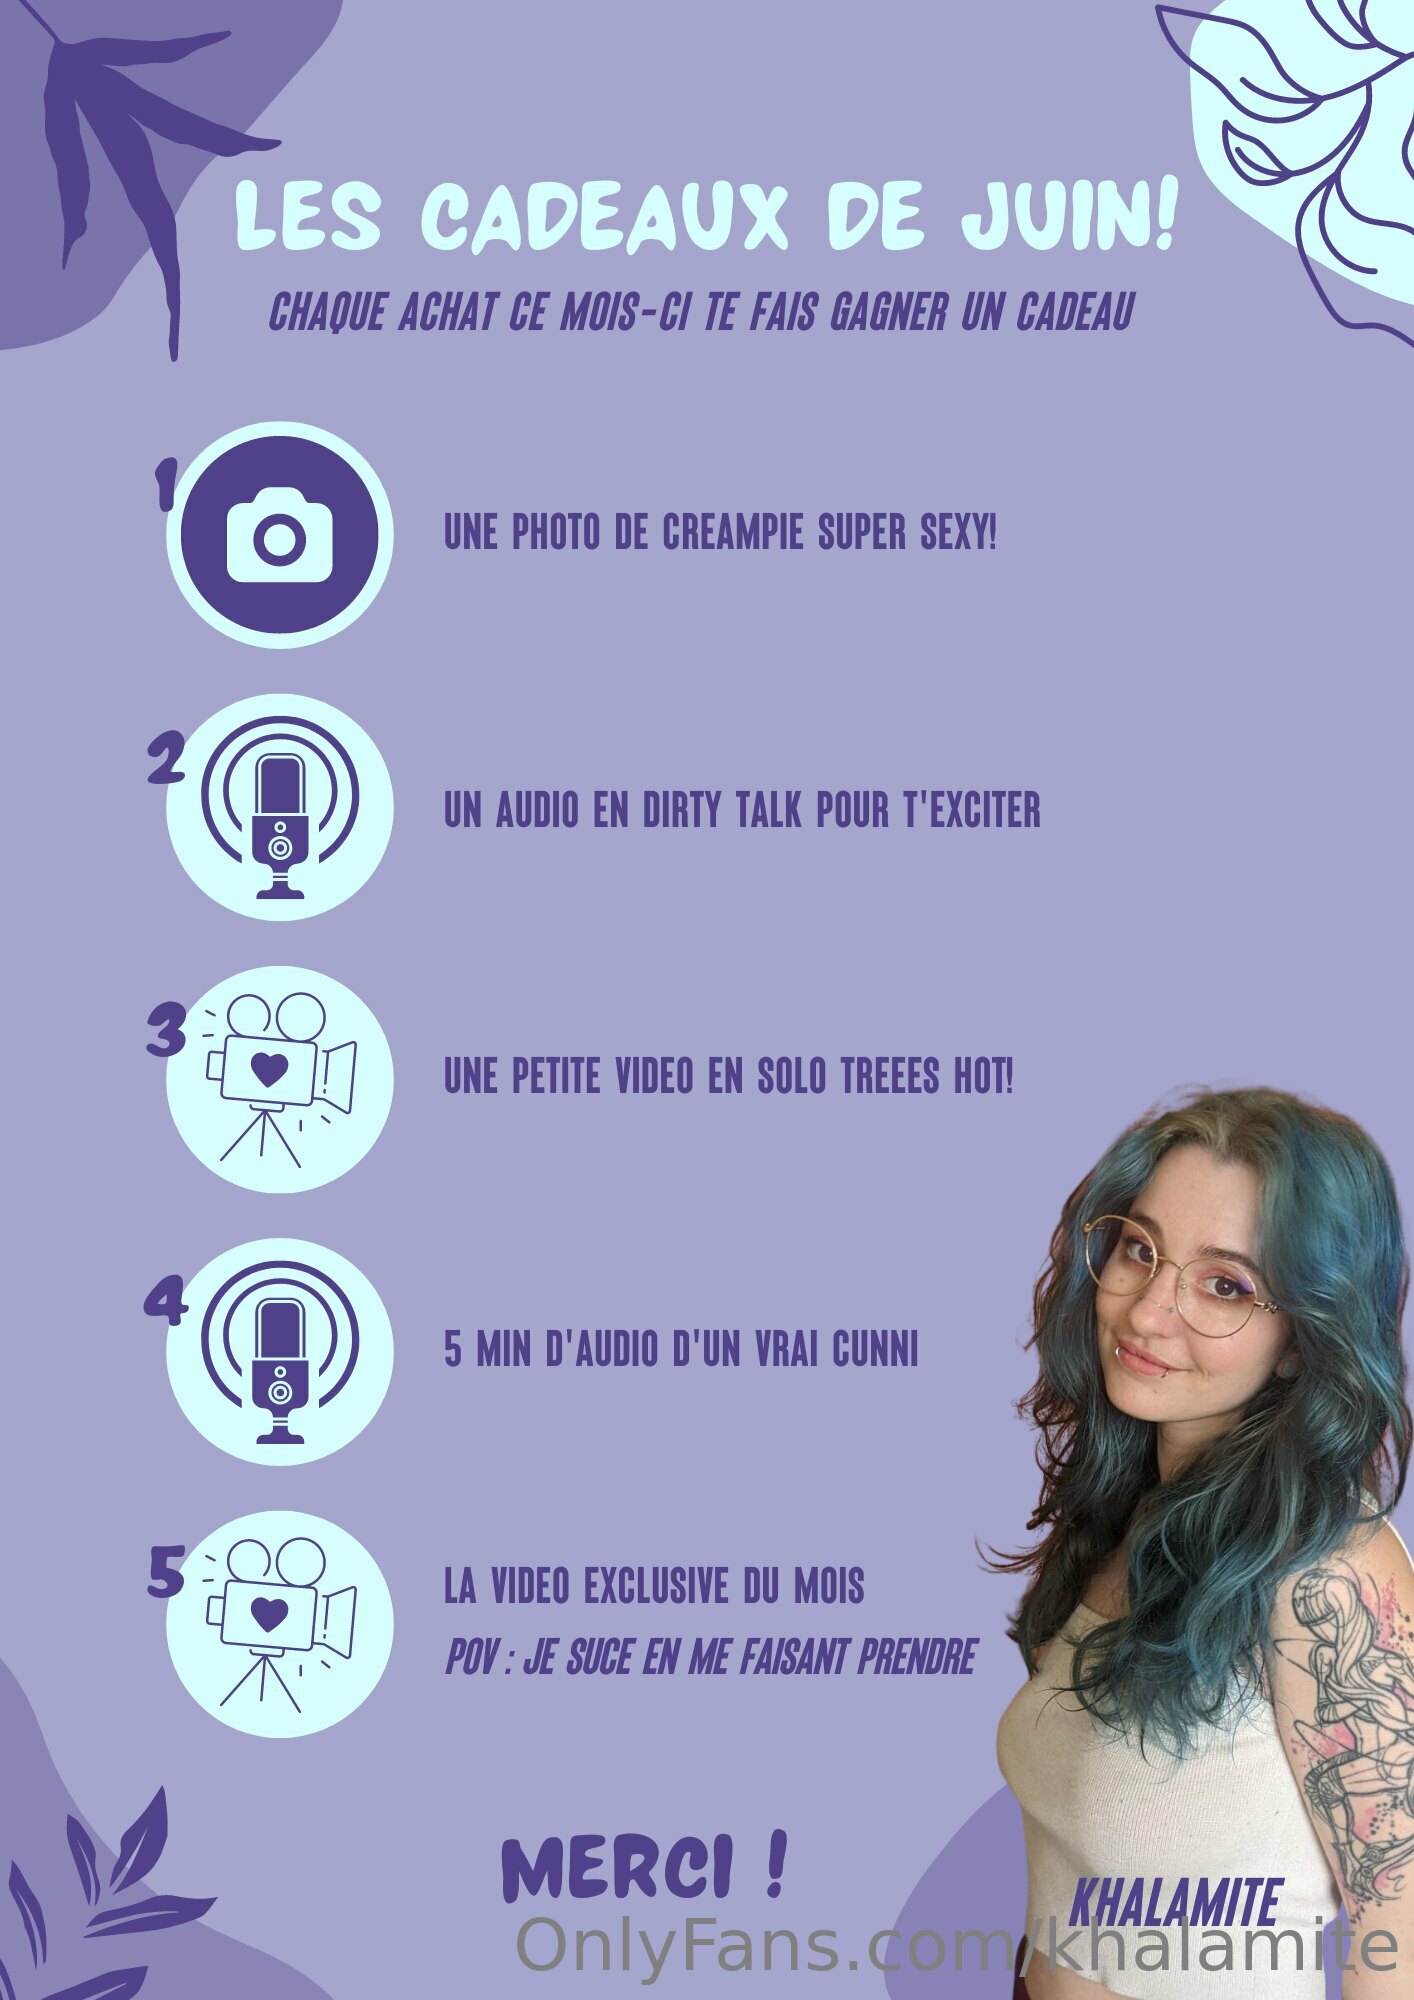 LES CADEAUX DE JUIN!
CHAQUE ACHAT CE MOIS-CI TE FAIS GAGNER UN CADEAU
1
UNE PHOTO DE CREAMPIE SUPER SEXY!
2
UN AUDIO EN DIRTY TALK POUR T'EXCITER
3
UNE PETITE VIDEO EN SOLO TREEES HOT!
4
5 MIN D'AUDIO D'UN VRAI CUNNI
5
LA VIDEO EXCLUSIVE DU MOIS
POV : JE SUCE EN ME FAISANT PRENDRE
MERCI !
KHALAMITE
OnlyFans.com/khalamite